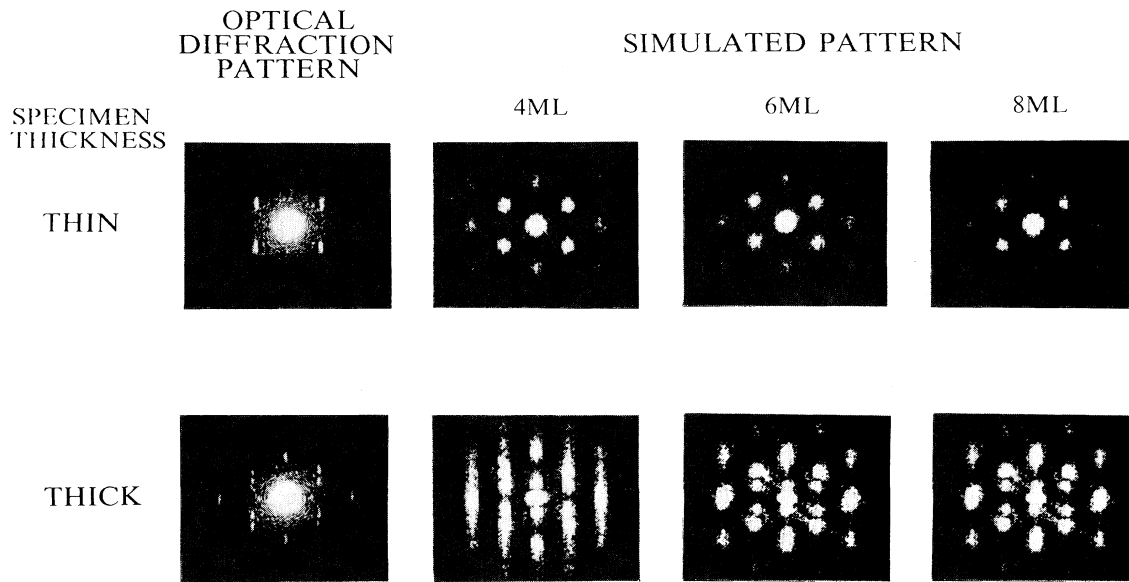 OPTICAL
DIFFRACTION
PATTERN
SIMULATED PATTERN
SPECIMEN
THICKNESS
4ML
6ML
8ML
THIN
THICK